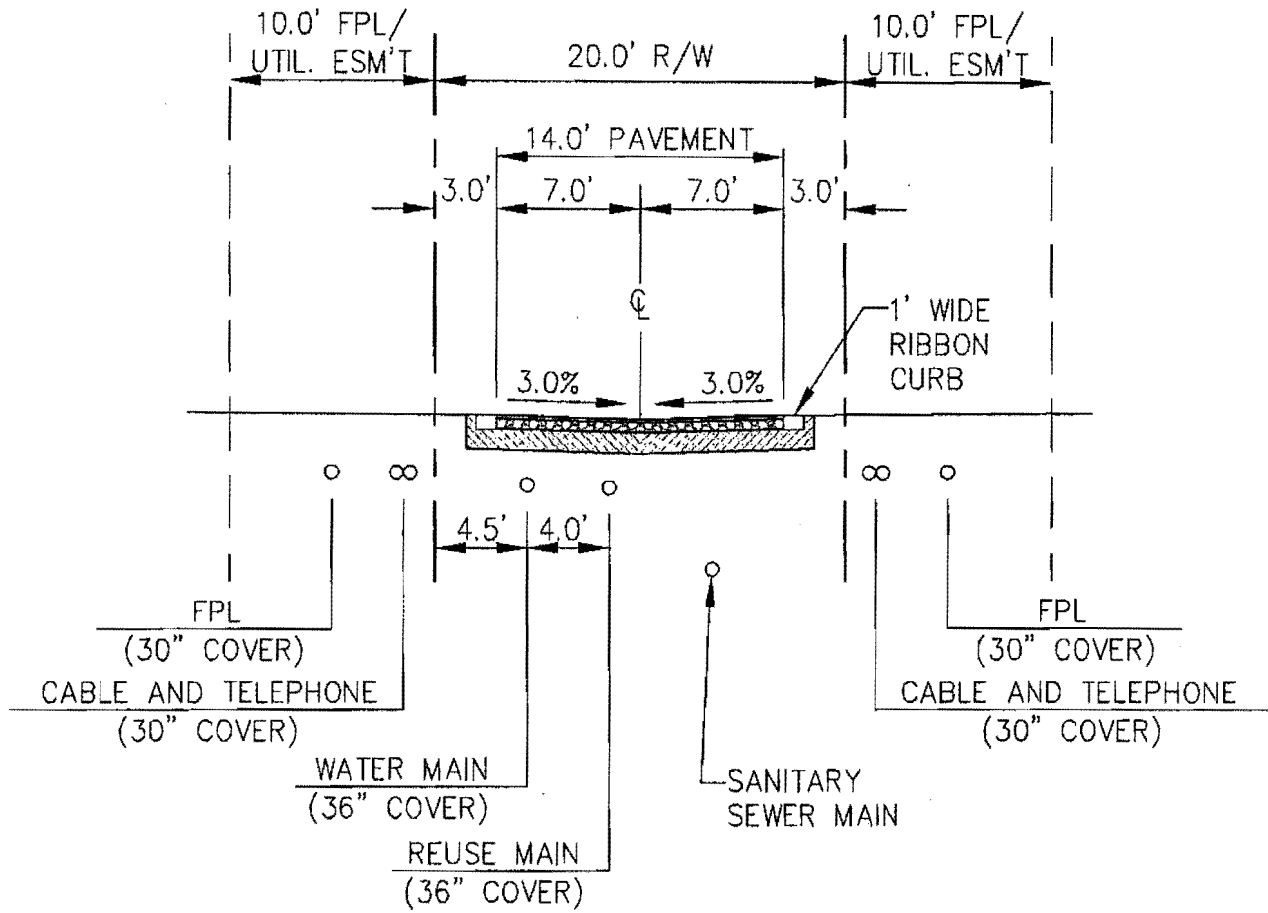 10.0' FPL/
UTIL. ESM'T
20.0' R/W
10.0' FPL/
UTIL. ESM'T
14.0' PAVEMENT
3.0'
7.0'
7.0'
3.0'
℄
1' WIDE
RIBBON
CURB
3.0%
3.0%
4.5'
4.0'
FPL
(30" COVER)
FPL
(30" COVER)
CABLE AND TELEPHONE
(30" COVER)
CABLE AND TELEPHONE
(30" COVER)
WATER MAIN
(36" COVER)
SANITARY
SEWER MAIN
REUSE MAIN
(36" COVER)